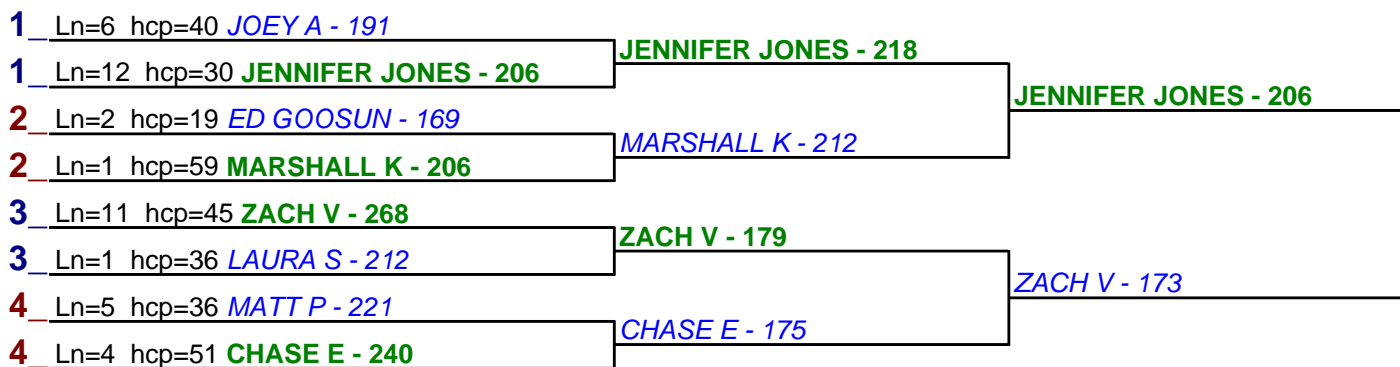 1_ Ln=6 hcp=40 JOEY A - 191
JENNIFER JONES - 218
1_ Ln=12 hcp=30 JENNIFER JONES - 206
JENNIFER JONES - 206
2_ Ln=2 hcp=19 ED GOOSUN - 169
MARSHALL K - 212
2_ Ln=1 hcp=59 MARSHALL K - 206
3_ Ln=11 hcp=45 ZACH V - 268
ZACH V - 179
3_ Ln=1 hcp=36 LAURA S - 212
ZACH V - 173
4_ Ln=5 hcp=36 MATT P - 221
CHASE E - 175
4_ Ln=4 hcp=51 CHASE E - 240